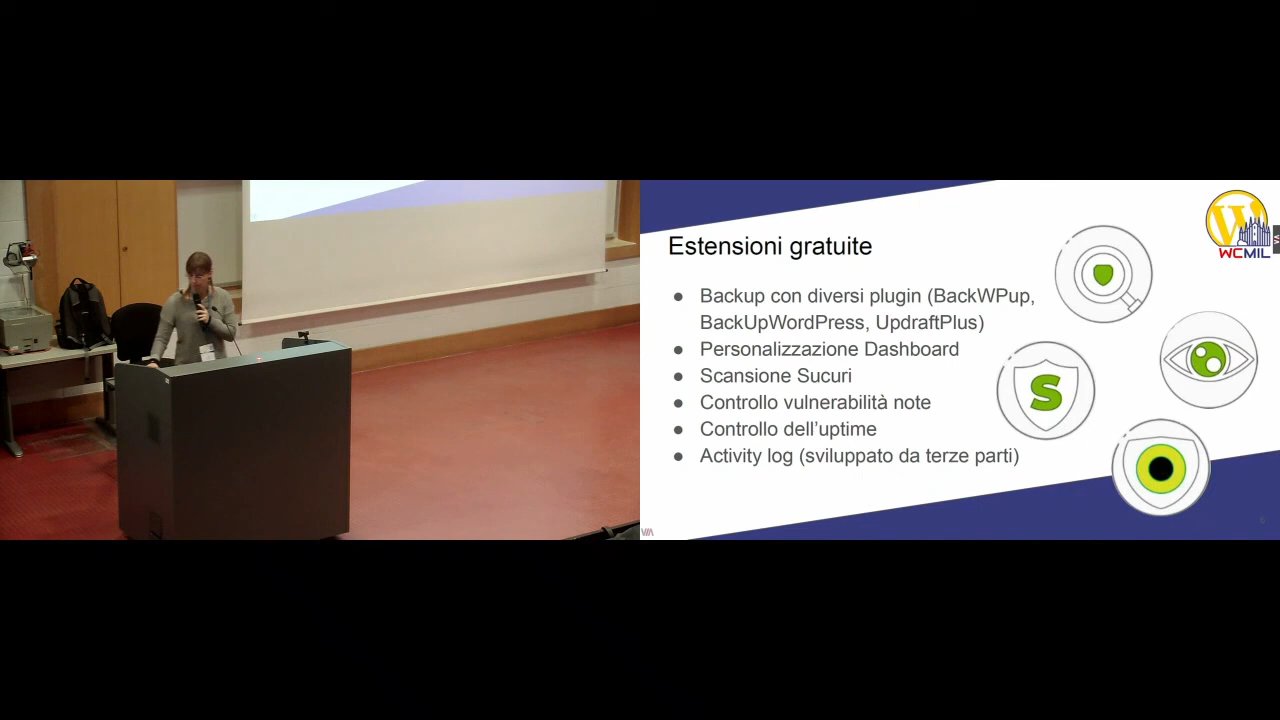 WCMIL
Estensioni gratuite
● Backup con diversi plugin (BackWPup,
BackUpWordPress, UpdraftPlus)
● Personalizzazione Dashboard
● Scansione Sucuri
● Controllo vulnerabilità note
● Controllo dell'uptime
● Activity log (sviluppato da terze parti)
S